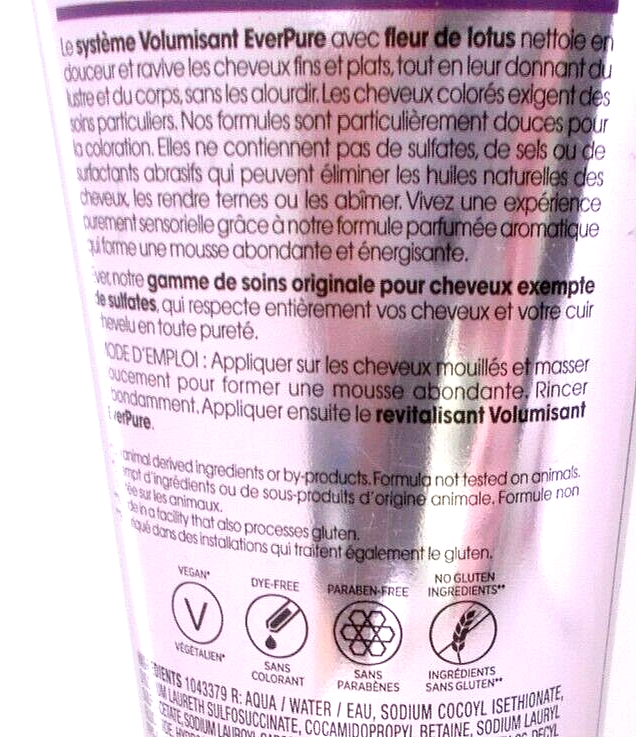 Le système Volumisant EverPure avec fleur de lotus nettoie en
douceur et ravive les cheveux fins et plats, tout en leur donnant du
lustre et du corps, sans les alourdir. Les cheveux colorés exigent des
soins particuliers. Nos formules sont particulièrement douces pour
la coloration. Elles ne contiennent pas de sulfates, de sels ou de
surfactants abrasifs qui peuvent éliminer les huiles naturelles des
cheveux, les rendre ternes ou les abîmer. Vivez une expérience
purement sensorielle grâce à notre formule parfumée aromatique
qui forme une mousse abondante et énergisante.
notre gamme de soins originale pour cheveux exempte
de sulfates, qui respecte entièrement vos cheveux et votre cuir
chevelu en toute pureté.
MODE D'EMPLOI : Appliquer sur les cheveux mouillés et masser
doucement pour former une mousse abondante. Rincer
abondamment. Appliquer ensuite le revitalisant Volumisant
EverPure.
animal derived ingredients or by-products. Formula not tested on animals.
d'ingrédients ou de sous-produits d'origine animale. Formule non
sur les animaux.
in a facility that also processes gluten.
dans des installations qui traitent également le gluten.
VEGAN* DYE-FREE PARABEN-FREE NO GLUTEN INGREDIENTS**
VÉGÉTALIEN* SANS COLORANT SANS PARABÈNES INGRÉDIENTS SANS GLUTEN**
1043379 R: AQUA / WATER / EAU, SODIUM COCOYL ISETHIONATE,
LAURETH SULFOSUCCINATE, COCAMIDOPROPYL BETAINE, SODIUM LAURYL
SODIUM LAUROYL
DECYL